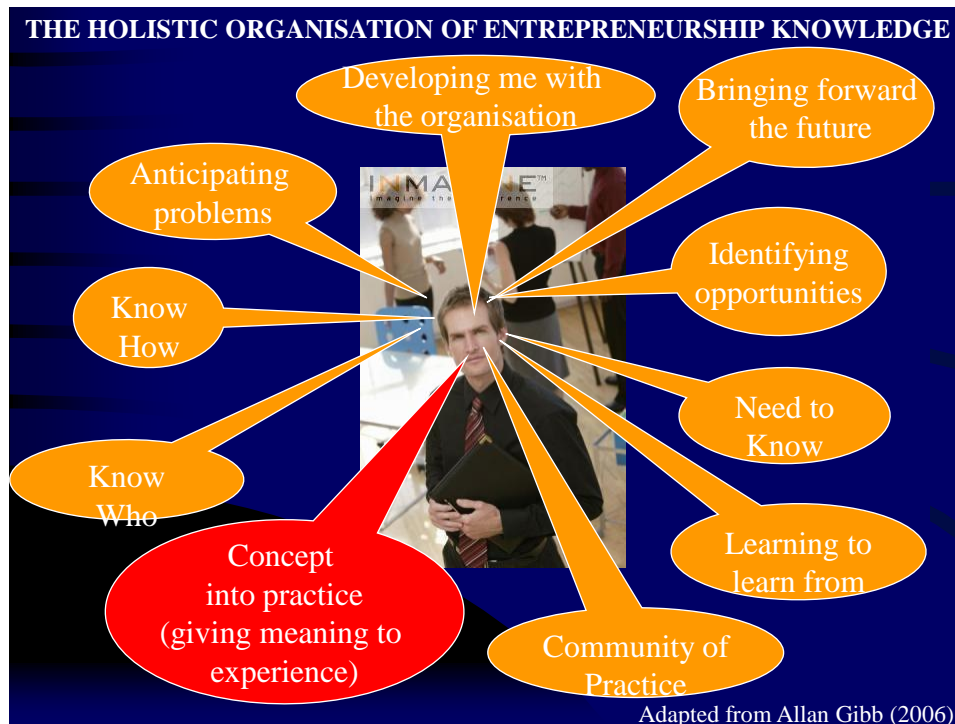 THE HOLISTIC ORGANISATION OF ENTREPRENEURSHIP KNOWLEDGE
Developing me with
the organisation
Bringing forward
the future
Anticipating
problems
INMAGINE™
Identifying
opportunities
Know
How
Need to
Know
Know
Who
Learning to
learn from
Concept
into practice
(giving meaning to
experience)
Community of
Practice
Adapted from Allan Gibb (2006)